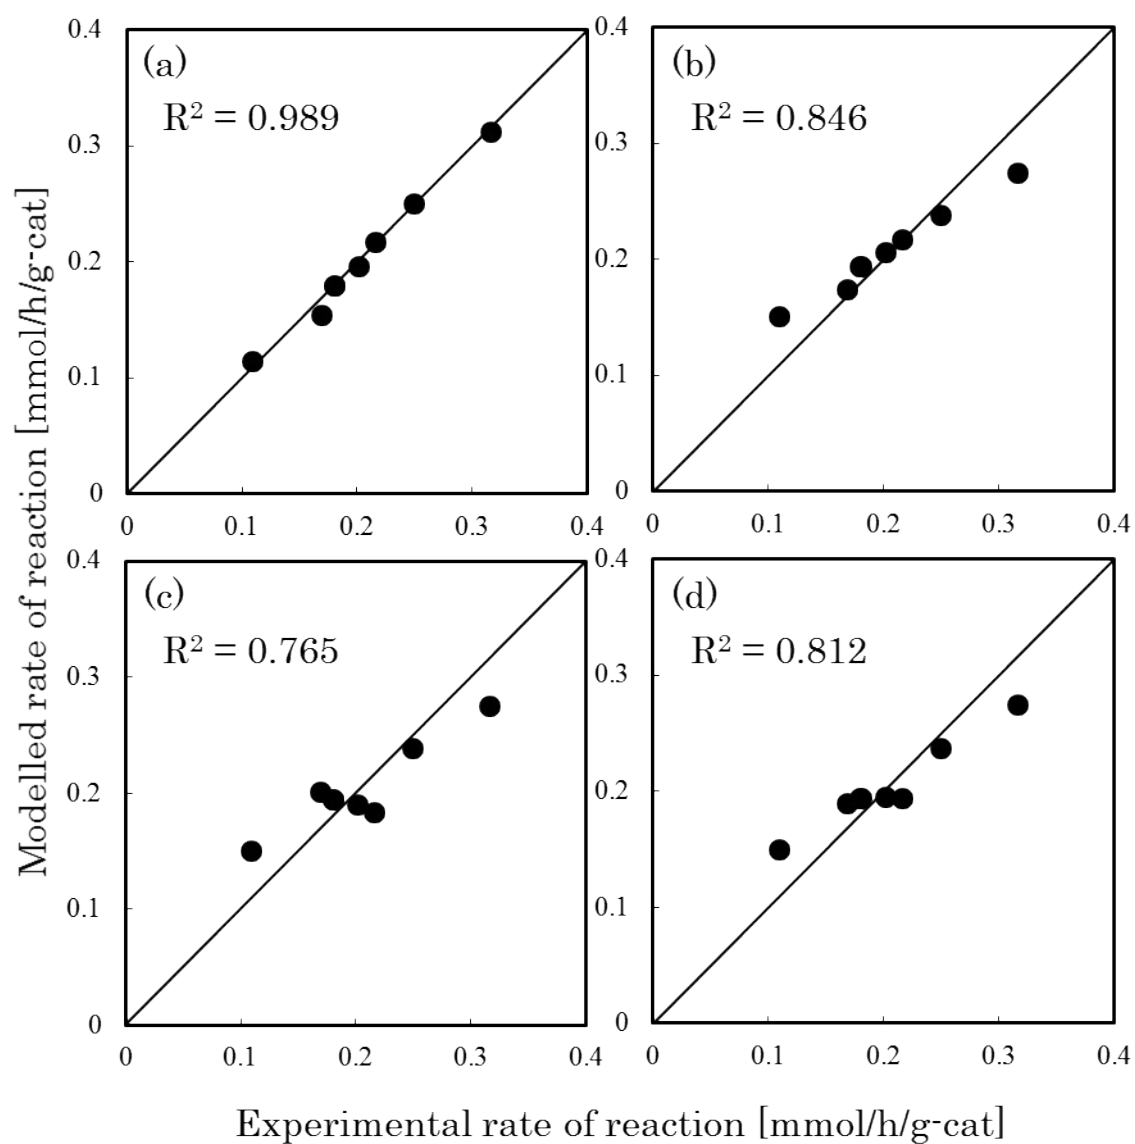 Modelled rate of reaction [mmol/h/g-cat]
0.4
(a)
R² = 0.989
0.3
0.2
0.1
0
0 0.1 0.2 0.3 0.4
0.4
(b)
R² = 0.846
0.3
0.2
0.1
0
0 0.1 0.2 0.3 0.4
0.4
(c)
R² = 0.765
0.3
0.2
0.1
0
0 0.1 0.2 0.3 0.4
0.4
(d)
R² = 0.812
0.3
0.2
0.1
0
0 0.1 0.2 0.3 0.4
Experimental rate of reaction [mmol/h/g-cat]